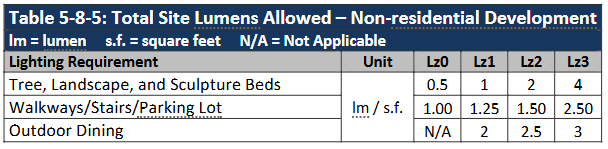 Table 5-8-5: Total Site Lumens Allowed – Non-residential Development
lm = lumen s.f. = square feet N/A = Not Applicable
Lighting Requirement Unit Lz0 Lz1 Lz2 Lz3
Tree, Landscape, and Sculpture Beds 0.5 1 2 4
Walkways/Stairs/Parking Lot lm / s.f. 1.00 1.25 1.50 2.50
Outdoor Dining N/A 2 2.5 3